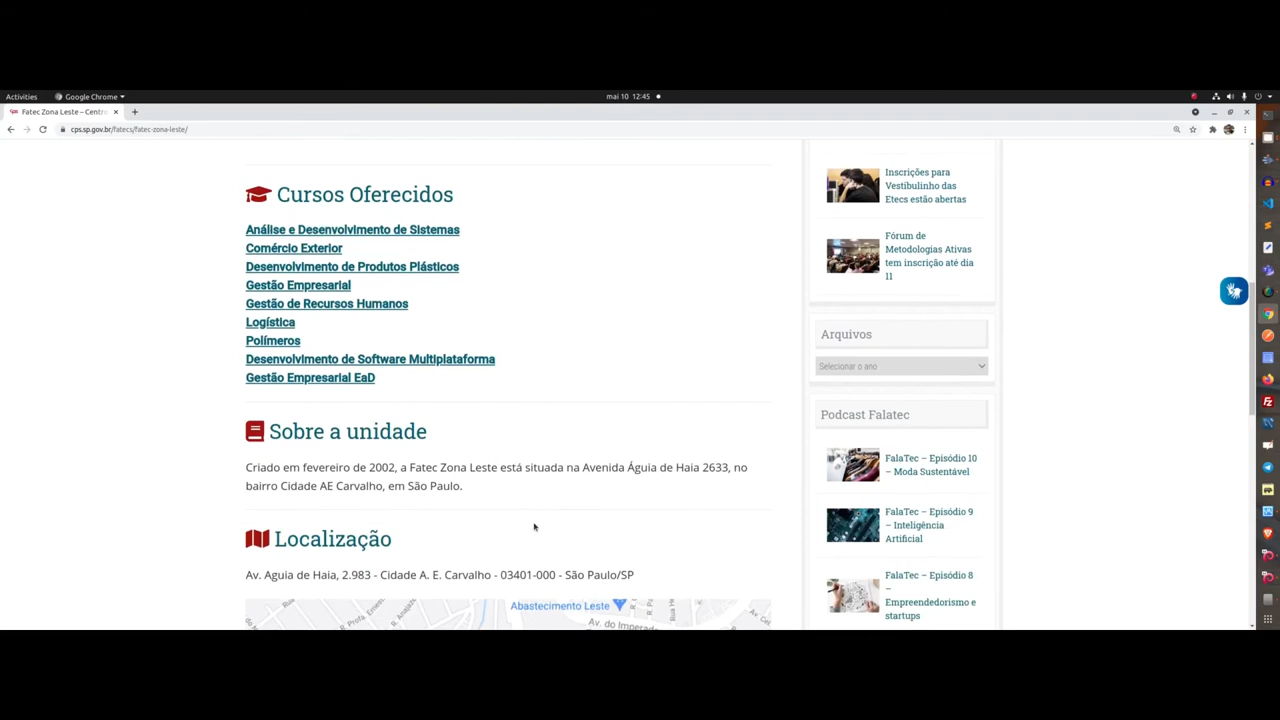 Activities
Google Chrome
mai 10 12:45
Fatec Zona Leste – Centro
cps.sp.gov.br/fatecs/fatec-zona-leste/
Cursos Oferecidos
Análise e Desenvolvimento de Sistemas
Comércio Exterior
Desenvolvimento de Produtos Plásticos
Gestão Empresarial
Gestão de Recursos Humanos
Logística
Polímeros
Desenvolvimento de Software Multiplataforma
Gestão Empresarial EaD
Sobre a unidade
Criado em fevereiro de 2002, a Fatec Zona Leste está situada na Avenida Águia de Haia 2633, no
bairro Cidade AE Carvalho, em São Paulo.
Localização
Av. Aguia de Haia, 2.983 - Cidade A. E. Carvalho - 03401-000 - São Paulo/SP
Abastecimento Leste
Av. do Imperador
Inscrições para
Vestibulinho das
Etecs estão abertas
Fórum de
Metodologias Ativas
tem inscrição até dia
11
Arquivos
Selecionar o ano
Podcast Falatec
FalaTec – Episódio 10
– Moda Sustentável
FalaTec – Episódio 9
– Inteligência
Artificial
FalaTec – Episódio 8
–
Empreendedorismo e
startups